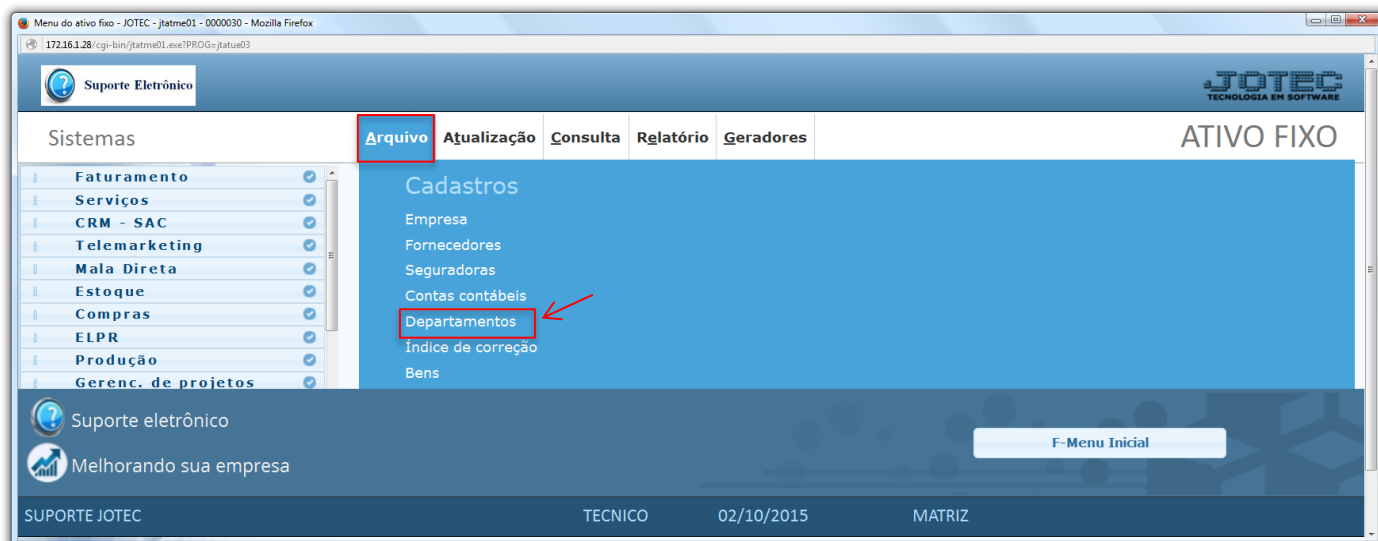 Menu do ativo fixo - JOTEC - jtatme01 - 0000030 - Mozilla Firefox
172.16.1.28/cgi-bin/jtatme01.exe?PROG=jtatue03
Suporte Eletrônico
JOTEC
TECNOLOGIA EM SOFTWARE
Sistemas
Arquivo Atualização Consulta Relatório Geradores
ATIVO FIXO
Faturamento
Serviços
CRM - SAC
Telemarketing
Mala Direta
Estoque
Compras
ELPR
Produção
Gerenc. de projetos
Cadastros
Empresa
Fornecedores
Seguradoras
Contas contábeis
Departamentos
Índice de correção
Bens
Suporte eletrônico
Melhorando sua empresa
F-Menu Inicial
SUPORTE JOTEC TECNICO 02/10/2015 MATRIZ